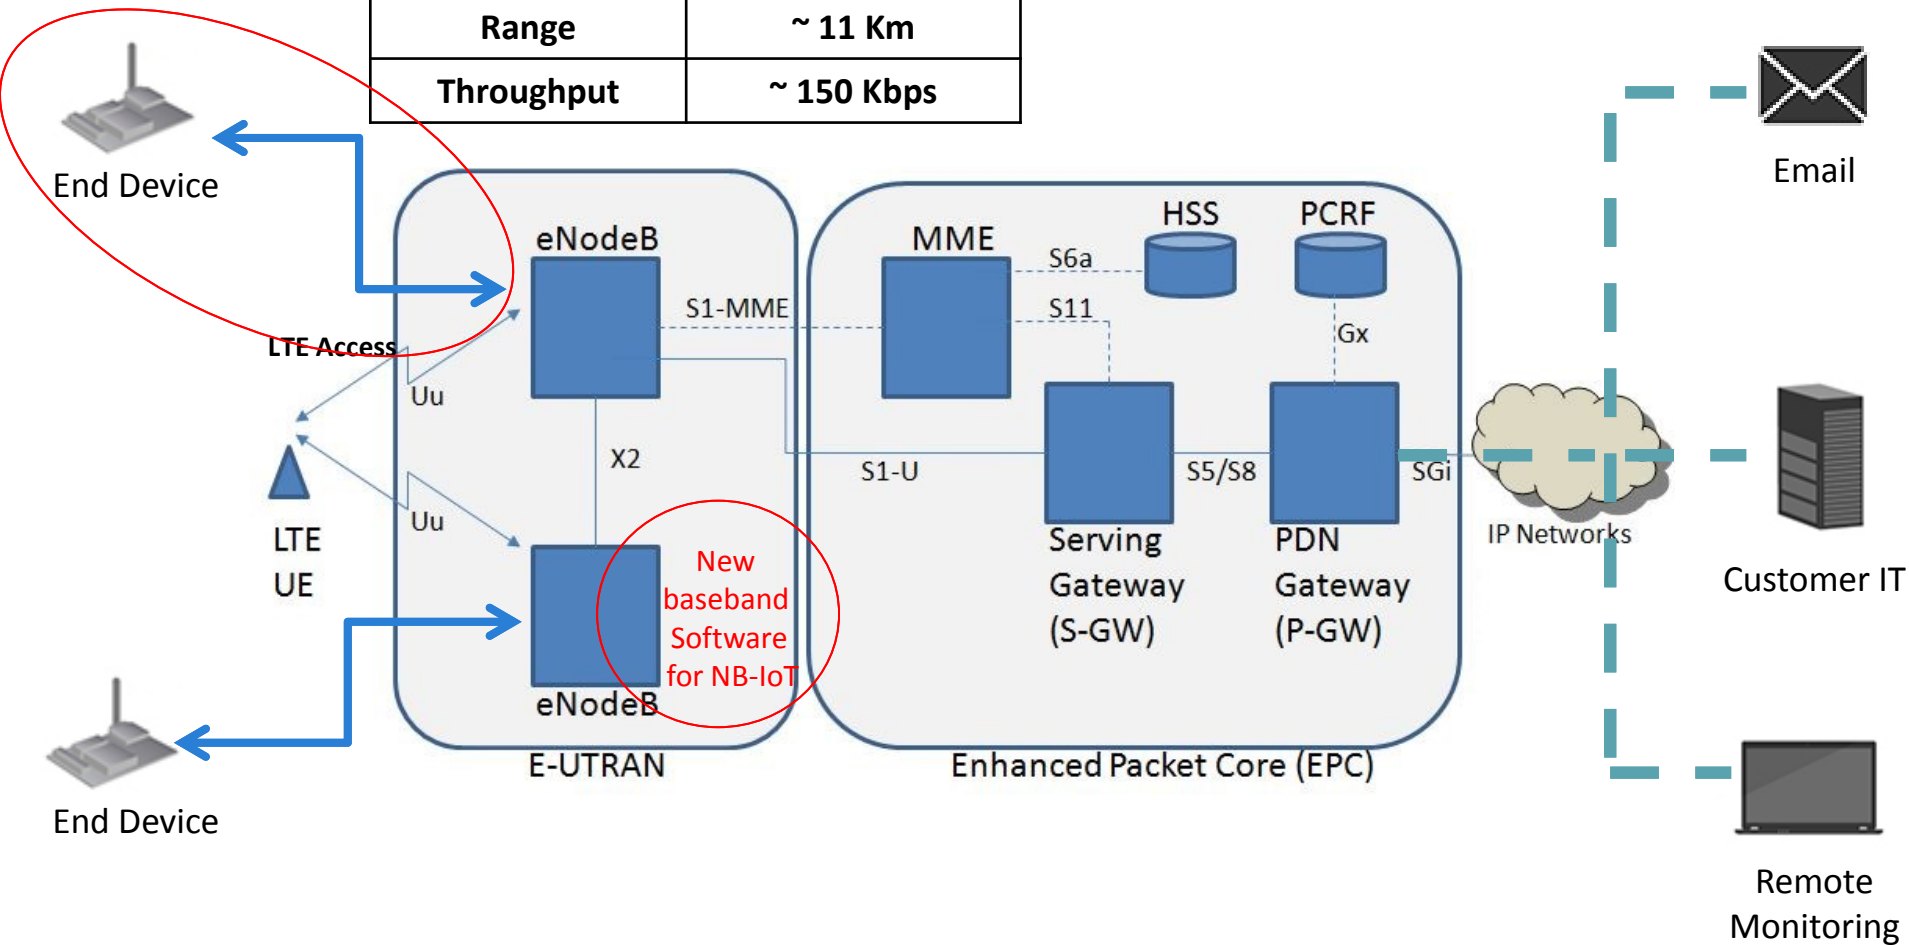 Range ~ 11 Km
Throughput ~ 150 Kbps
End Device
Email
eNodeB
MME
HSS
PCRF
S6a
S1-MME
S11
Gx
LTE Access
Uu
X2
S1-U
S5/S8
SGi
Uu
LTE
UE
IP Networks
Serving
Gateway
(S-GW)
PDN
Gateway
(P-GW)
New
baseband
Software
for NB-IoT
Customer IT
eNodeB
E-UTRAN
Enhanced Packet Core (EPC)
End Device
Remote
Monitoring